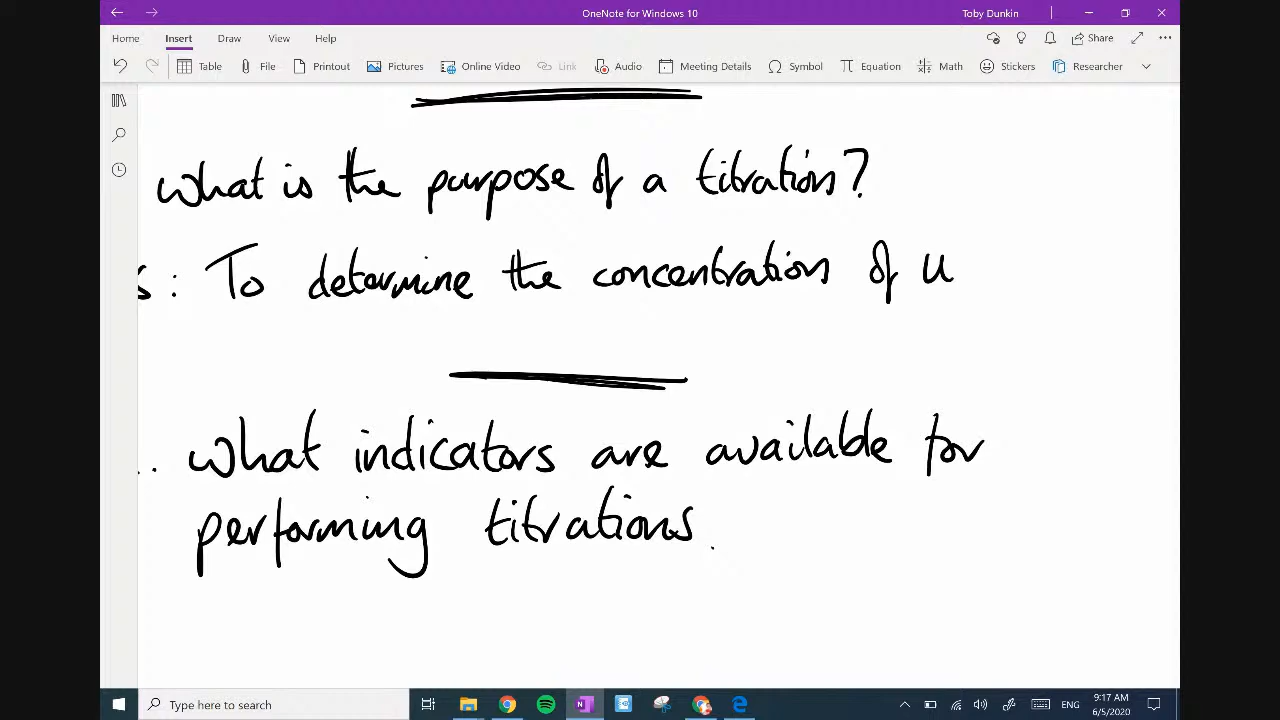 OneNote for Windows 10
Toby Dunkin
Home Insert Draw View Help
Share
Table File Printout Pictures Online Video Link Audio Meeting Details Symbol Equation Math Stickers Researcher
What is the purpose of a titration?
s: To determine the concentration of u
what indicators are available for
performing titrations.
Type here to search
ENG
9:17 AM
6/5/2020